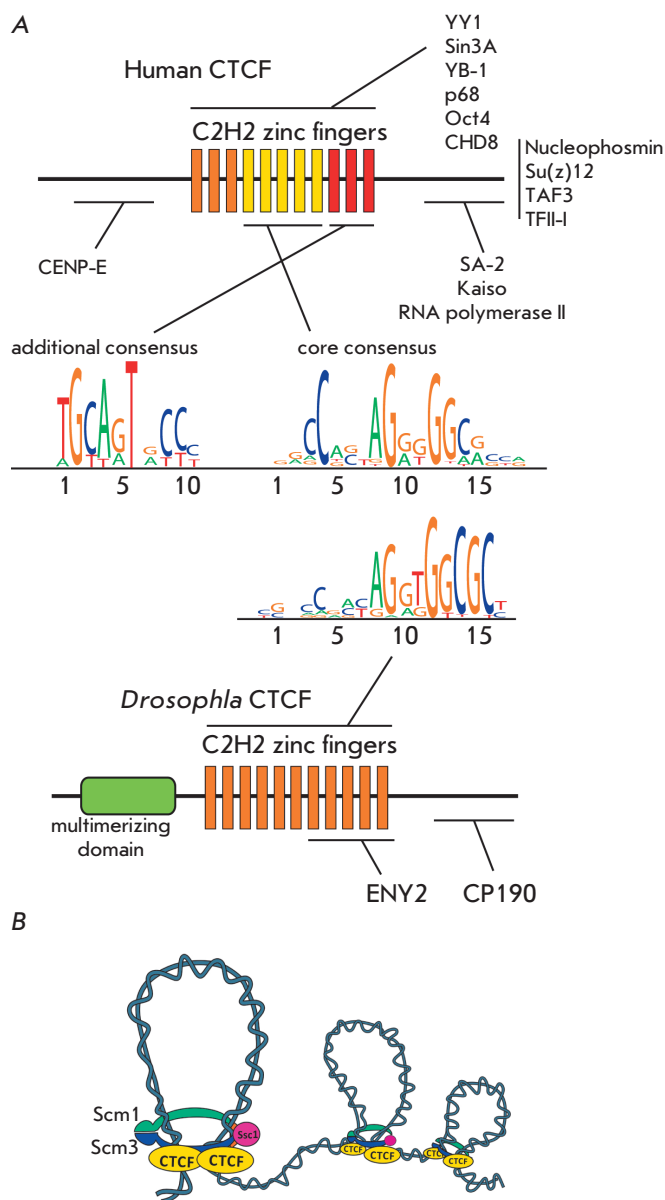 A
Human CTCF
YY1
Sin3A
YB-1
p68
Oct4
CHD8
C2H2 zinc fingers
Nucleophosmin
Su(z)12
TAF3
TFII-I
CENP-E
SA-2
Kaiso
RNA polymerase II
additional consensus
core consensus
1 5 10
1 5 10 15
1 5 10 15
Drosophla CTCF
C2H2 zinc fingers
multimerizing
domain
ENY2
CP190
B
Scm1
Ssc1
Scm3
CTCF CTCF
CTCF CTCF
CTCF CTCF